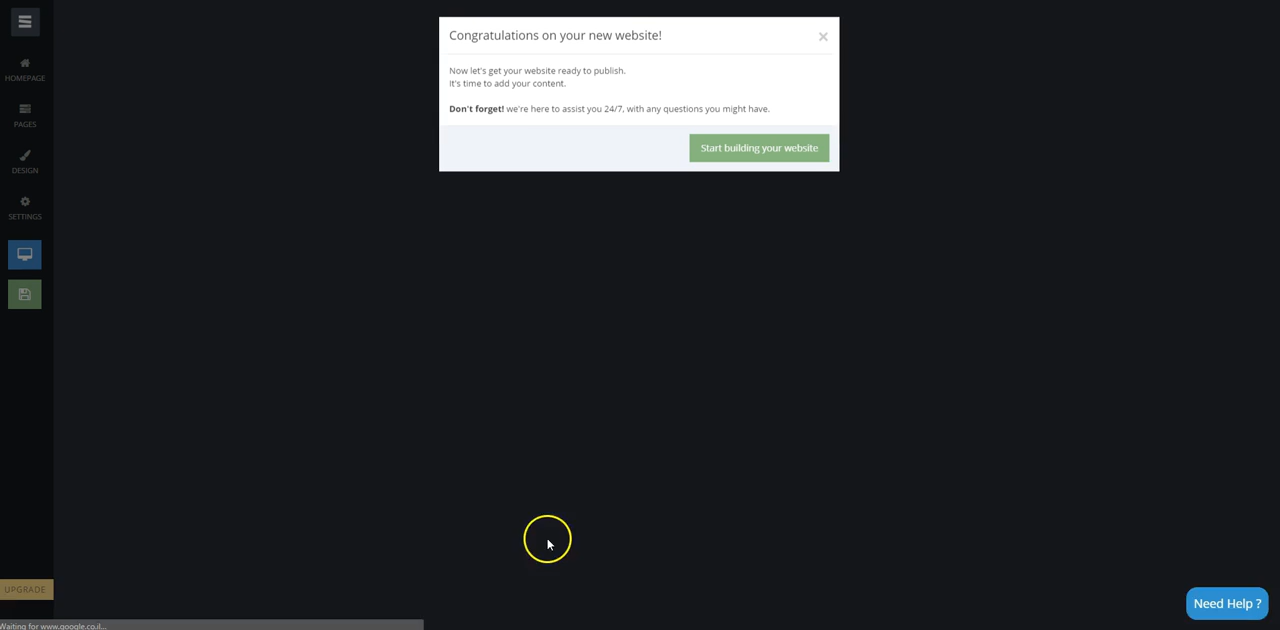 Congratulations on your new website!
×
Now let's get your website ready to publish.
It's time to add your content.
Don't forget! we're here to assist you 24/7, with any questions you might have.
Start building your website
HOMEPAGE
PAGES
DESIGN
SETTINGS
UPGRADE
Need Help ?
Waiting for www.google.co.il...